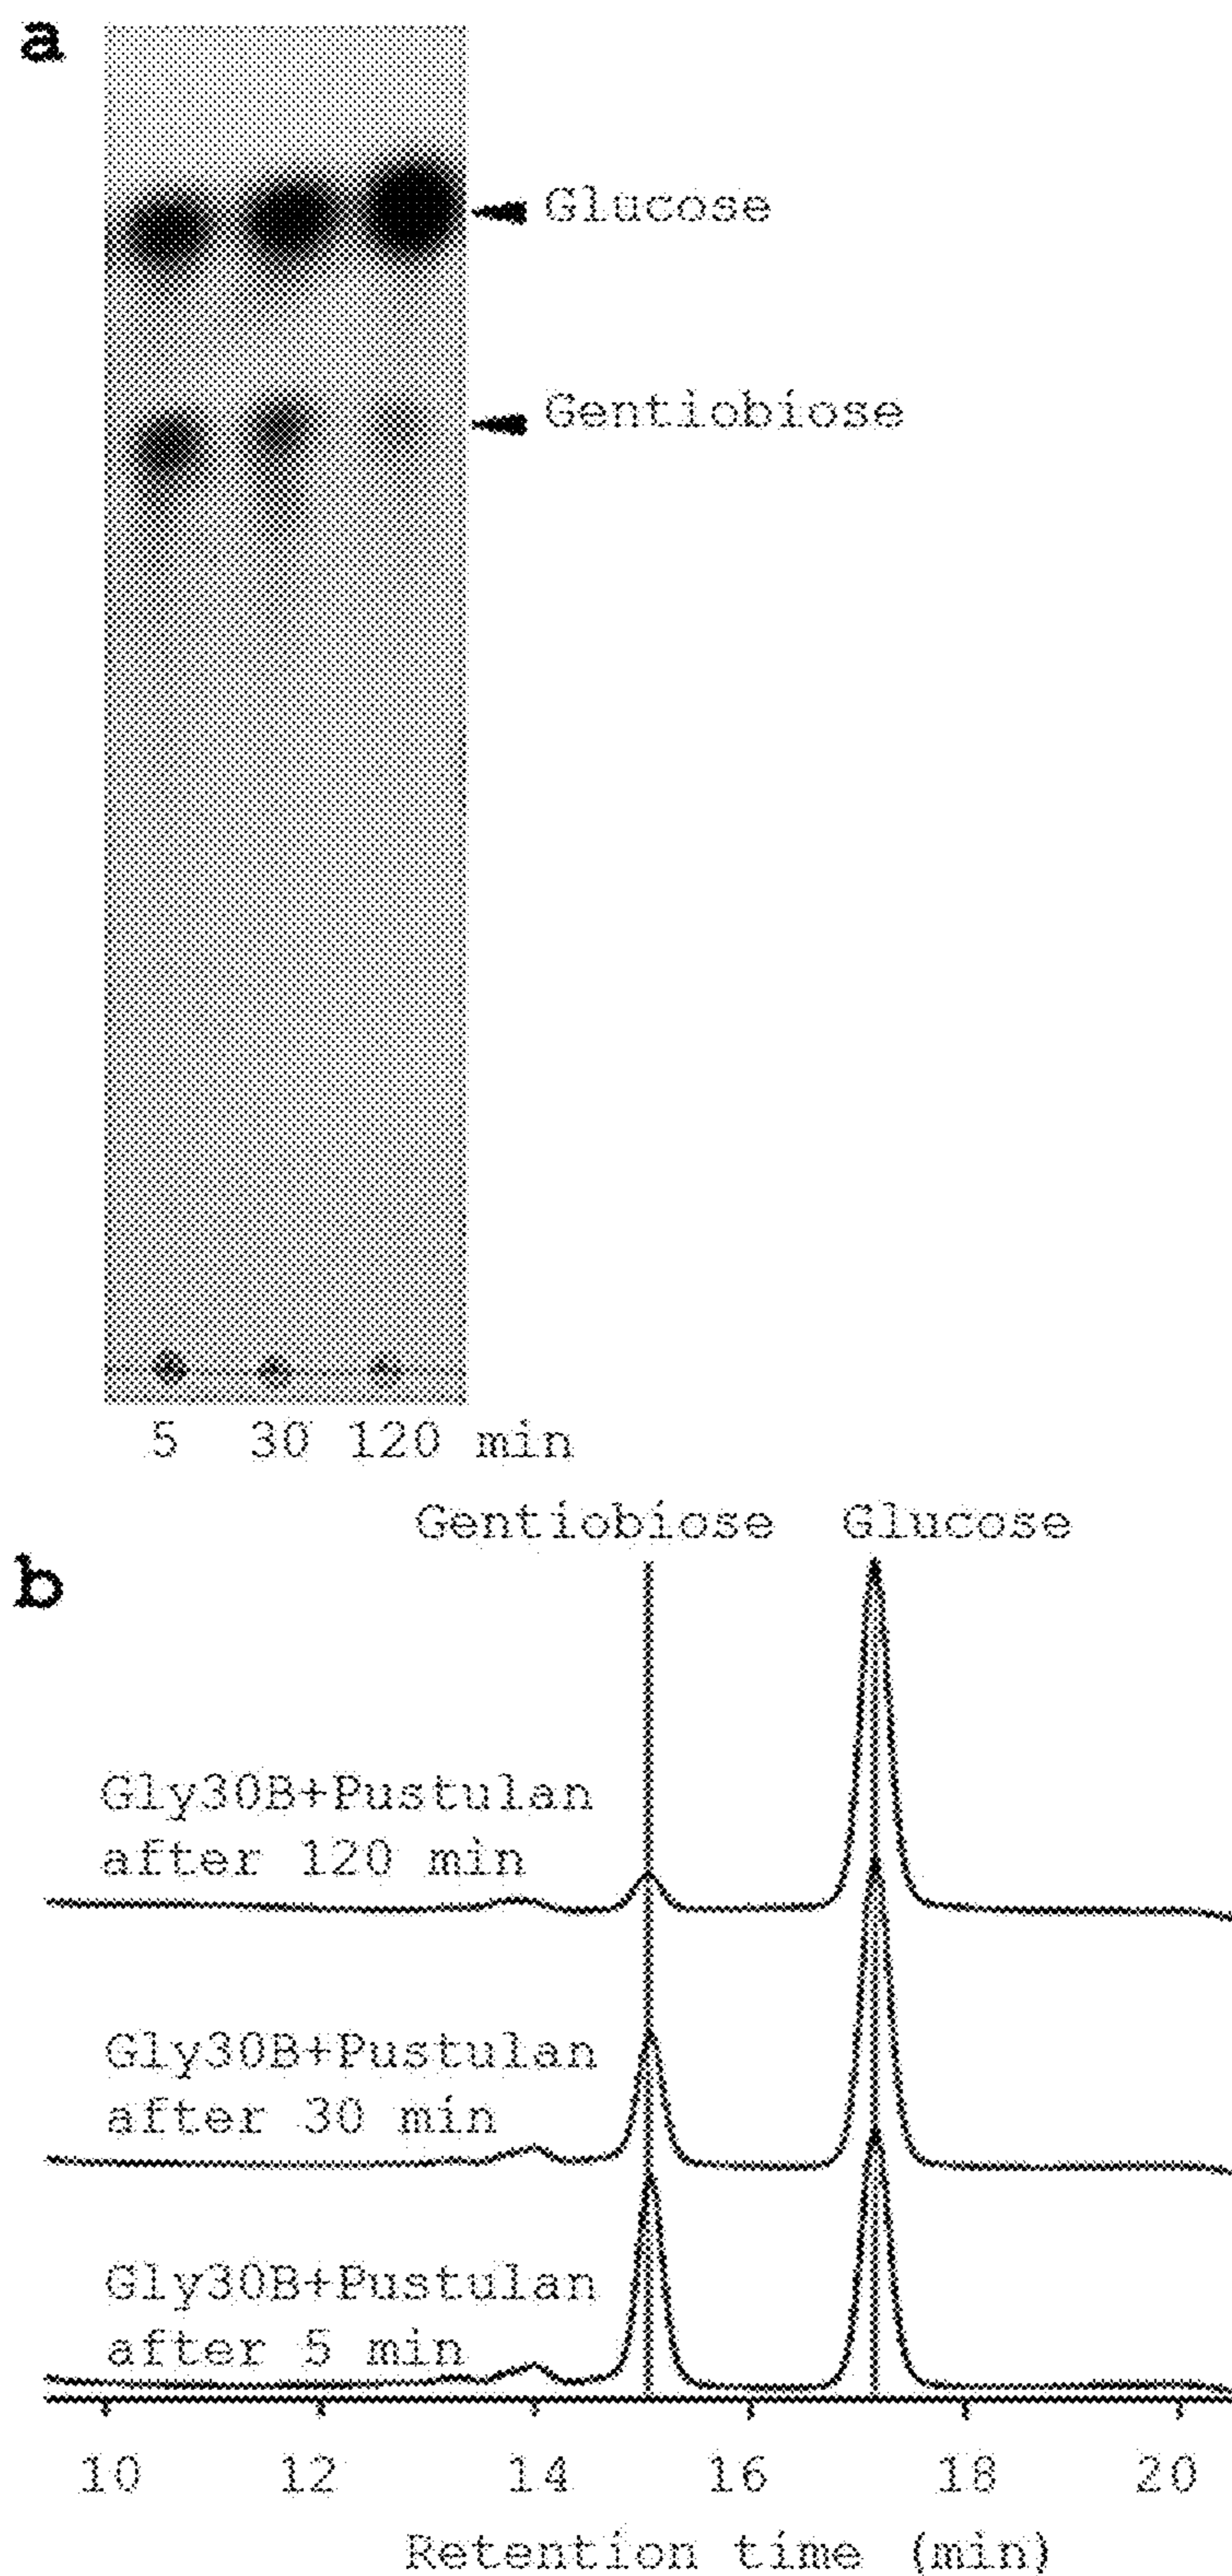 a
Glucose
Gentiobiose
5 30 120 min
Gentiobiose Glucose
b
Gly30B+Pustulan
after 120 min
Gly30B+Pustulan
after 30 min
Gly30B+Pustulan
after 5 min
10 12 14 16 18 20
Retention time (min)